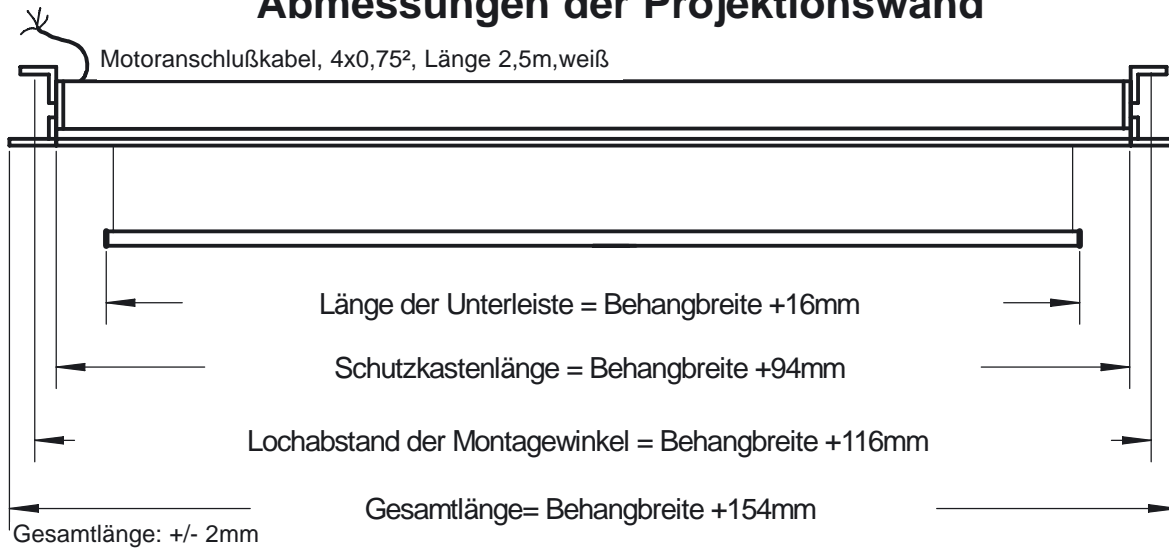 Abmessungen der Projektionswand
Motoranschlußkabel, 4x0,75², Länge 2,5m,weiß
Länge der Unterleiste = Behangbreite +16mm
Schutzkastenlänge = Behangbreite +94mm
Lochabstand der Montagewinkel = Behangbreite +116mm
Gesamtlänge= Behangbreite +154mm
Gesamtlänge: +/- 2mm